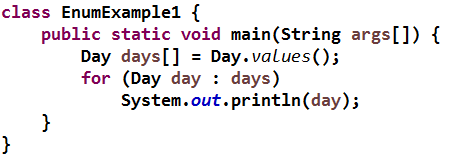 class EnumExample1 {
    public static void main(String args[]) {
        Day days[] = Day.values();
        for (Day day : days)
            System.out.println(day);
    }
}